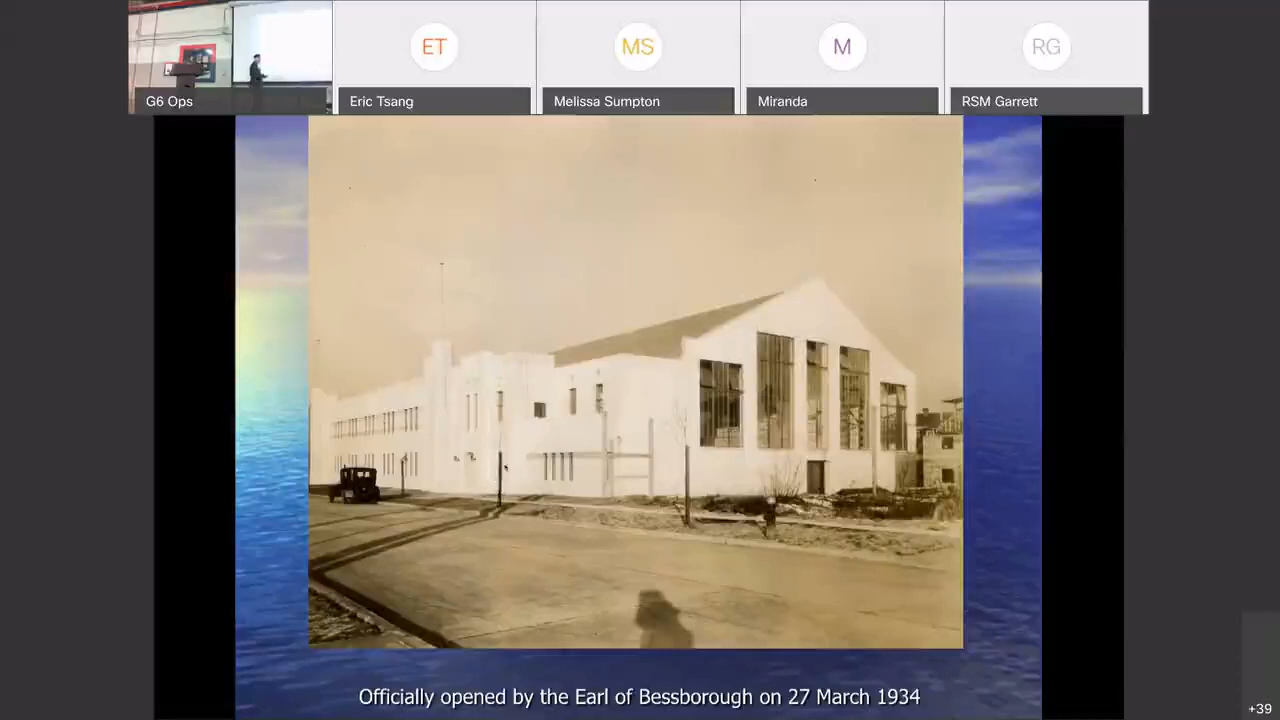 ET
MS
M
RG
G6 Ops
Eric Tsang
Melissa Sumpton
Miranda
RSM Garrett
Officially opened by the Earl of Bessborough on 27 March 1934
+39